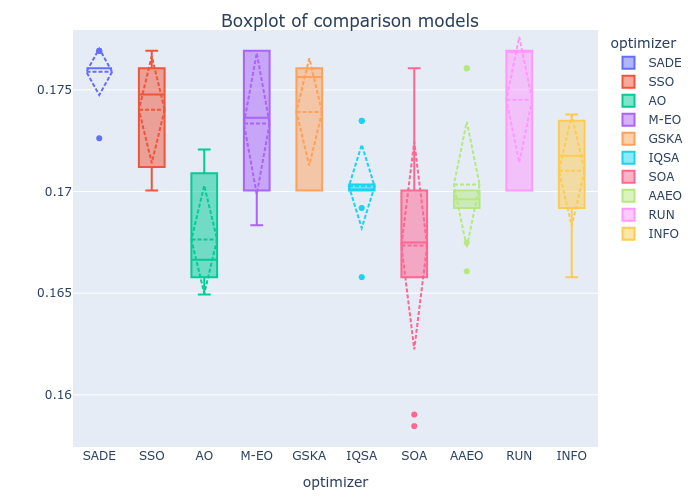 Boxplot of comparison models
optimizer
SADE
SSO
AO
M-EO
GSKA
IQSA
SOA
AAEO
RUN
INFO
0.175
0.17
0.165
0.16
SADE SSO AO M-EO GSKA IQSA SOA AAEO RUN INFO
optimizer